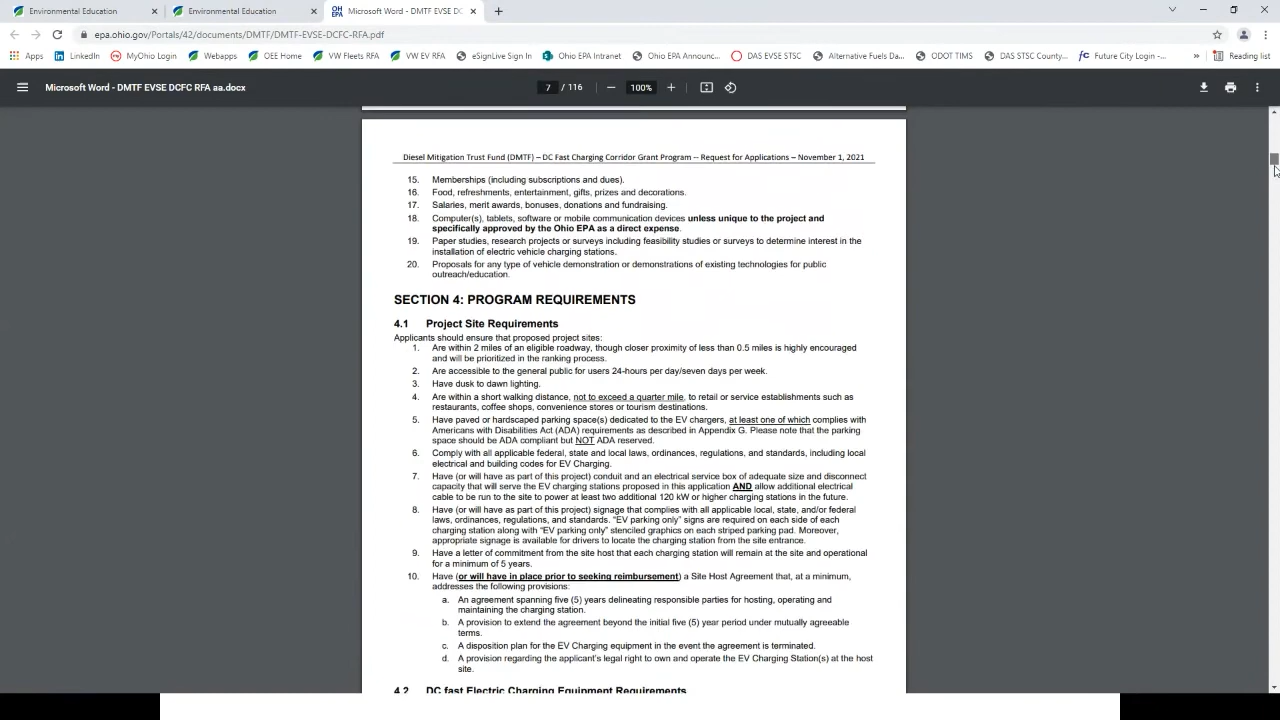 Environmental Education × Environmental Education × OH EPA Microsoft Word - DMTF EVSE DC × +
epa.ohio.gov/Portals/42/documents/DMTF/DMTF-EVSE-DCFC-RFA.pdf
Apps LinkedIn MyOhio Login Webapps OEE Home VW Fleets RFA VW EV RFA eSignLive Sign In Ohio EPA Intranet Ohio EPA Announc... DAS EVSE STSC Alternative Fuels Da... ODOT TIMS DAS STSC County... Future City Login -... » Reading list
Microsoft Word - DMTF EVSE DCFC RFA aa.docx 7 / 116 — 100% +
Diesel Mitigation Trust Fund (DMTF) – DC Fast Charging Corridor Grant Program -- Request for Applications – November 1, 2021
15. Memberships (including subscriptions and dues).
16. Food, refreshments, entertainment, gifts, prizes and decorations.
17. Salaries, merit awards, bonuses, donations and fundraising.
18. Computer(s), tablets, software or mobile communication devices unless unique to the project and
specifically approved by the Ohio EPA as a direct expense.
19. Paper studies, research projects or surveys including feasibility studies or surveys to determine interest in the
installation of electric vehicle charging stations.
20. Proposals for any type of vehicle demonstration or demonstrations of existing technologies for public
outreach/education.
SECTION 4: PROGRAM REQUIREMENTS
4.1 Project Site Requirements
Applicants should ensure that proposed project sites:
1. Are within 2 miles of an eligible roadway, though closer proximity of less than 0.5 miles is highly encouraged
and will be prioritized in the ranking process.
2. Are accessible to the general public for users 24-hours per day/seven days per week.
3. Have dusk to dawn lighting.
4. Are within a short walking distance, not to exceed a quarter mile, to retail or service establishments such as
restaurants, coffee shops, convenience stores or tourism destinations.
5. Have paved or hardscaped parking space(s) dedicated to the EV chargers, at least one of which complies with
Americans with Disabilities Act (ADA) requirements as described in Appendix G. Please note that the parking
space should be ADA compliant but NOT ADA reserved.
6. Comply with all applicable federal, state and local laws, ordinances, regulations, and standards, including local
electrical and building codes for EV Charging.
7. Have (or will have as part of this project) conduit and an electrical service box of adequate size and disconnect
capacity that will serve the EV charging stations proposed in this application AND allow additional electrical
cable to be run to the site to power at least two additional 120 kW or higher charging stations in the future.
8. Have (or will have as part of this project) signage that complies with all applicable local, state, and/or federal
laws, ordinances, regulations, and standards. “EV parking only” signs are required on each side of each
charging station along with “EV parking only” stenciled graphics on each striped parking pad. Moreover,
appropriate signage is available for drivers to locate the charging station from the site entrance.
9. Have a letter of commitment from the site host that each charging station will remain at the site and operational
for a minimum of 5 years.
10. Have (or will have in place prior to seeking reimbursement) a Site Host Agreement that, at a minimum,
addresses the following provisions:
a. An agreement spanning five (5) years delineating responsible parties for hosting, operating and
maintaining the charging station.
b. A provision to extend the agreement beyond the initial five (5) year period under mutually agreeable
terms.
c. A disposition plan for the EV Charging equipment in the event the agreement is terminated.
d. A provision regarding the applicant's legal right to own and operate the EV Charging Station(s) at the host
site.
4.2 DC fast Electric Charging Equipment Requirements